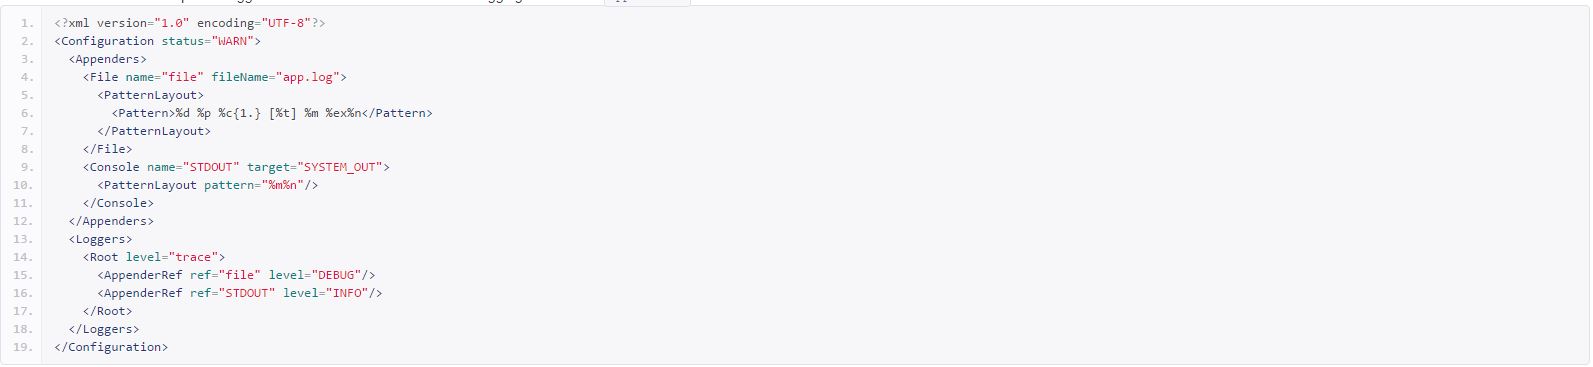 1. <?xml version="1.0" encoding="UTF-8"?>
2. <Configuration status="WARN">
3.   <Appenders>
4.     <File name="file" fileName="app.log">
5.       <PatternLayout>
6.         <Pattern>%d %p %c{1.} [%t] %m %ex%n</Pattern>
7.       </PatternLayout>
8.     </File>
9.     <Console name="STDOUT" target="SYSTEM_OUT">
10.       <PatternLayout pattern="%m%n"/>
11.     </Console>
12.   </Appenders>
13.   <Loggers>
14.     <Root level="trace">
15.       <AppenderRef ref="file" level="DEBUG"/>
16.       <AppenderRef ref="STDOUT" level="INFO"/>
17.     </Root>
18.   </Loggers>
19. </Configuration>